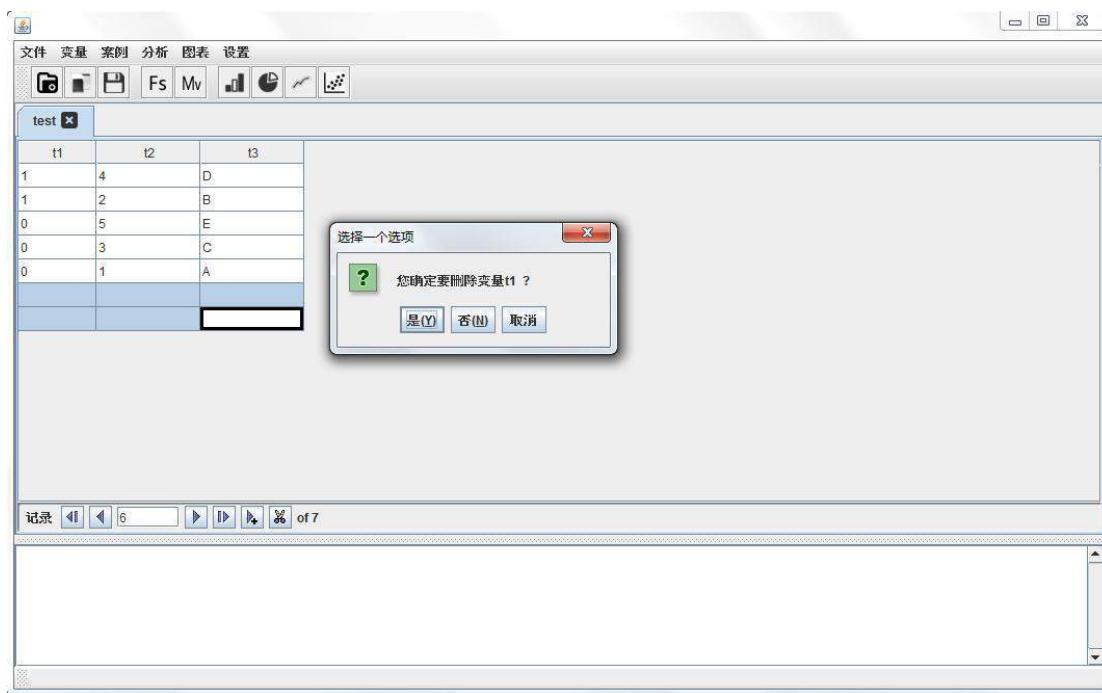 文件 变量 案例 分析 图表 设置
Fs Mv
test
t1 t2 t3
1 4 D
1 2 B
0 5 E
0 3 C
0 1 A
选择一个选项
您确定要删除变量t1 ?
是(Y) 否(N) 取消
记录 6 of 7